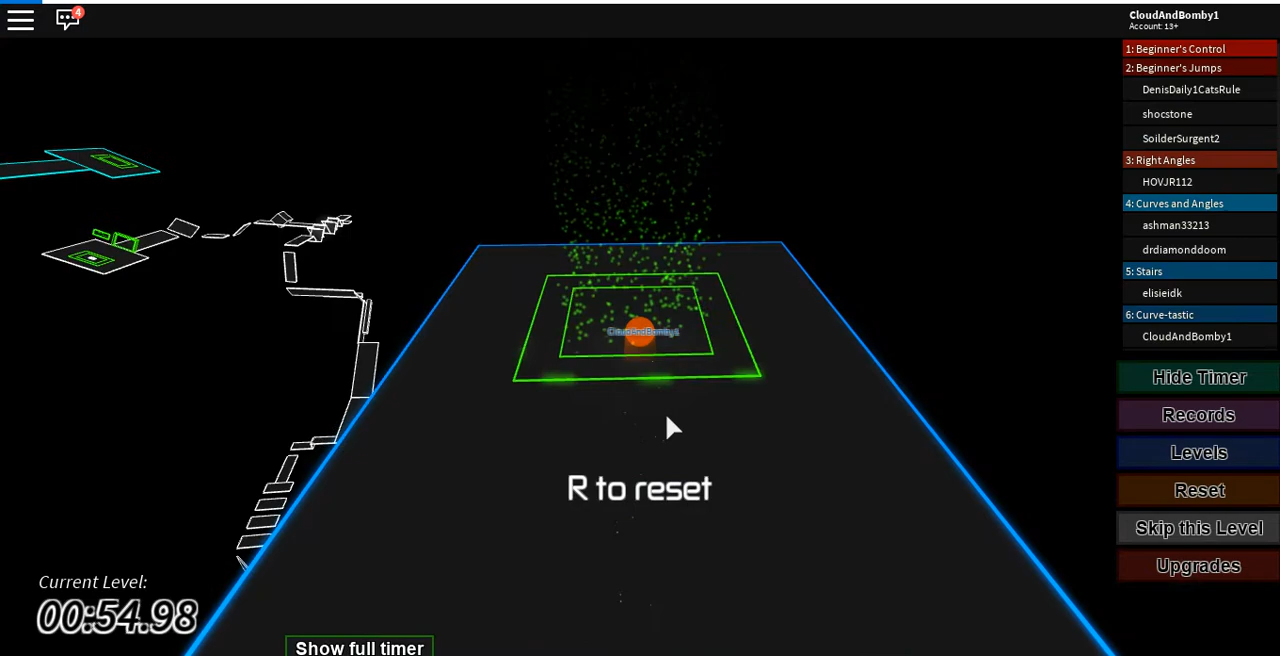 4
CloudAndBomby1
Account: 13+
1: Beginner's Control
2: Beginner's Jumps
DenisDaily1CatsRule
shocstone
SoilderSurgent2
3: Right Angles
HOVJR112
4: Curves and Angles
ashman33213
drdiamonddoom
5: Stairs
elisieidk
6: Curve-tastic
CloudAndBomby1
CloudAndBomby1
R to reset
Hide Timer
Records
Levels
Reset
Skip this Level
Upgrades
Current Level:
00:54.98
Show full timer